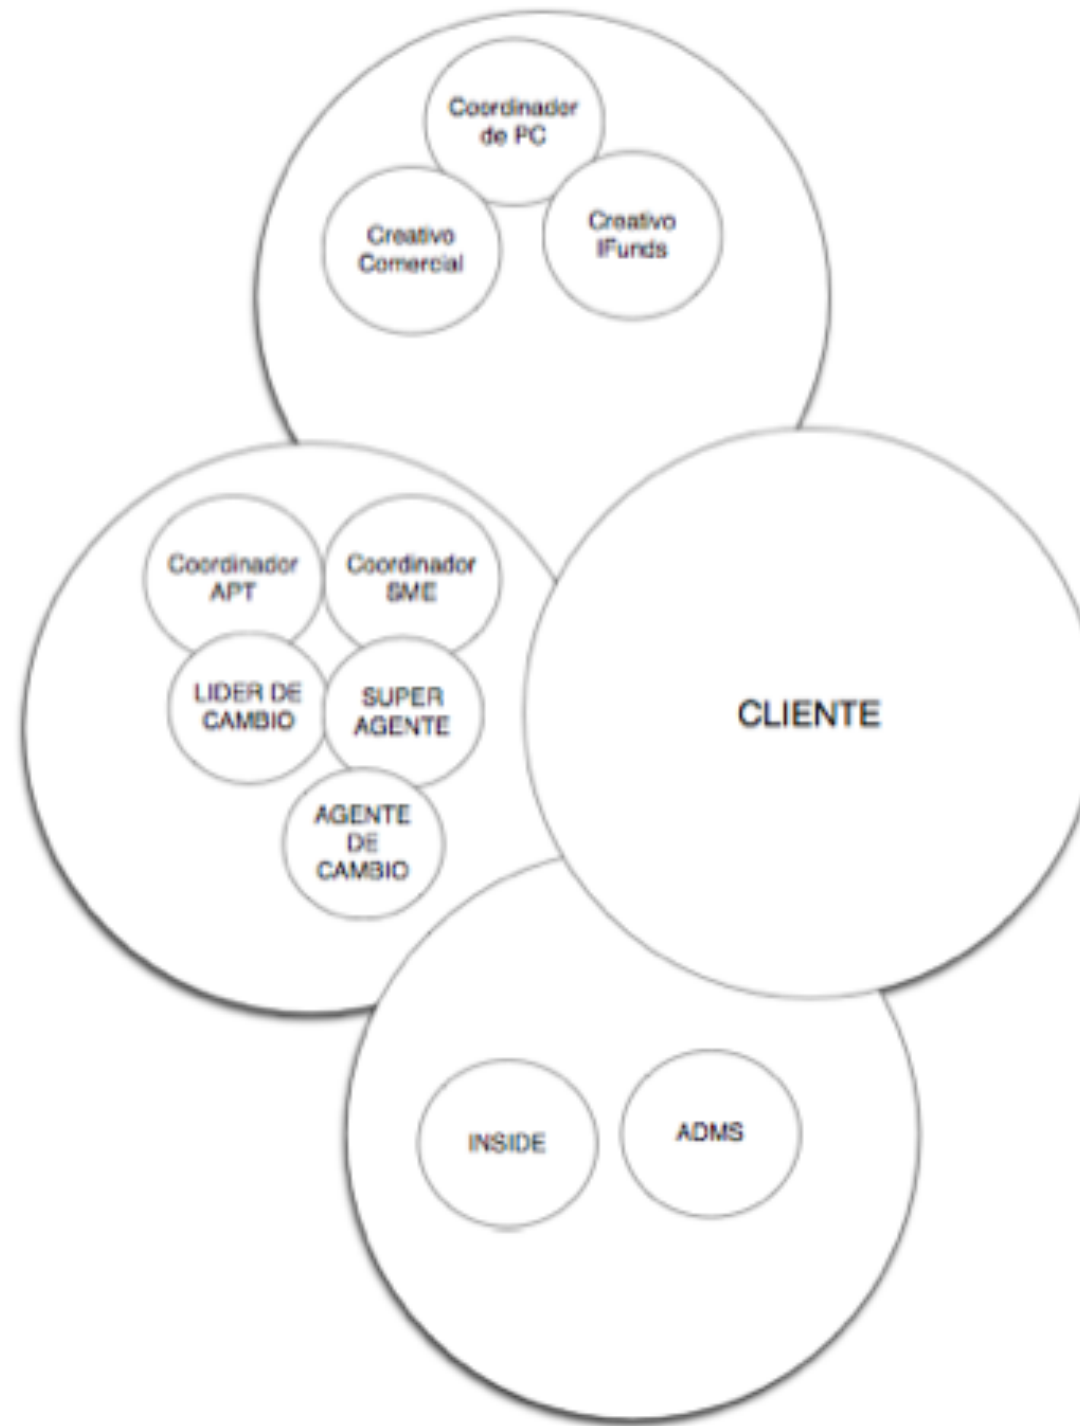 Coordinador
de PC
Creativo
Comercial
Creativo
IFunds
Coordinador
APT
Coordinador
SME
LIDER DE
CAMBIO
SUPER
AGENTE
AGENTE
DE
CAMBIO
CLIENTE
INSIDE
ADMS